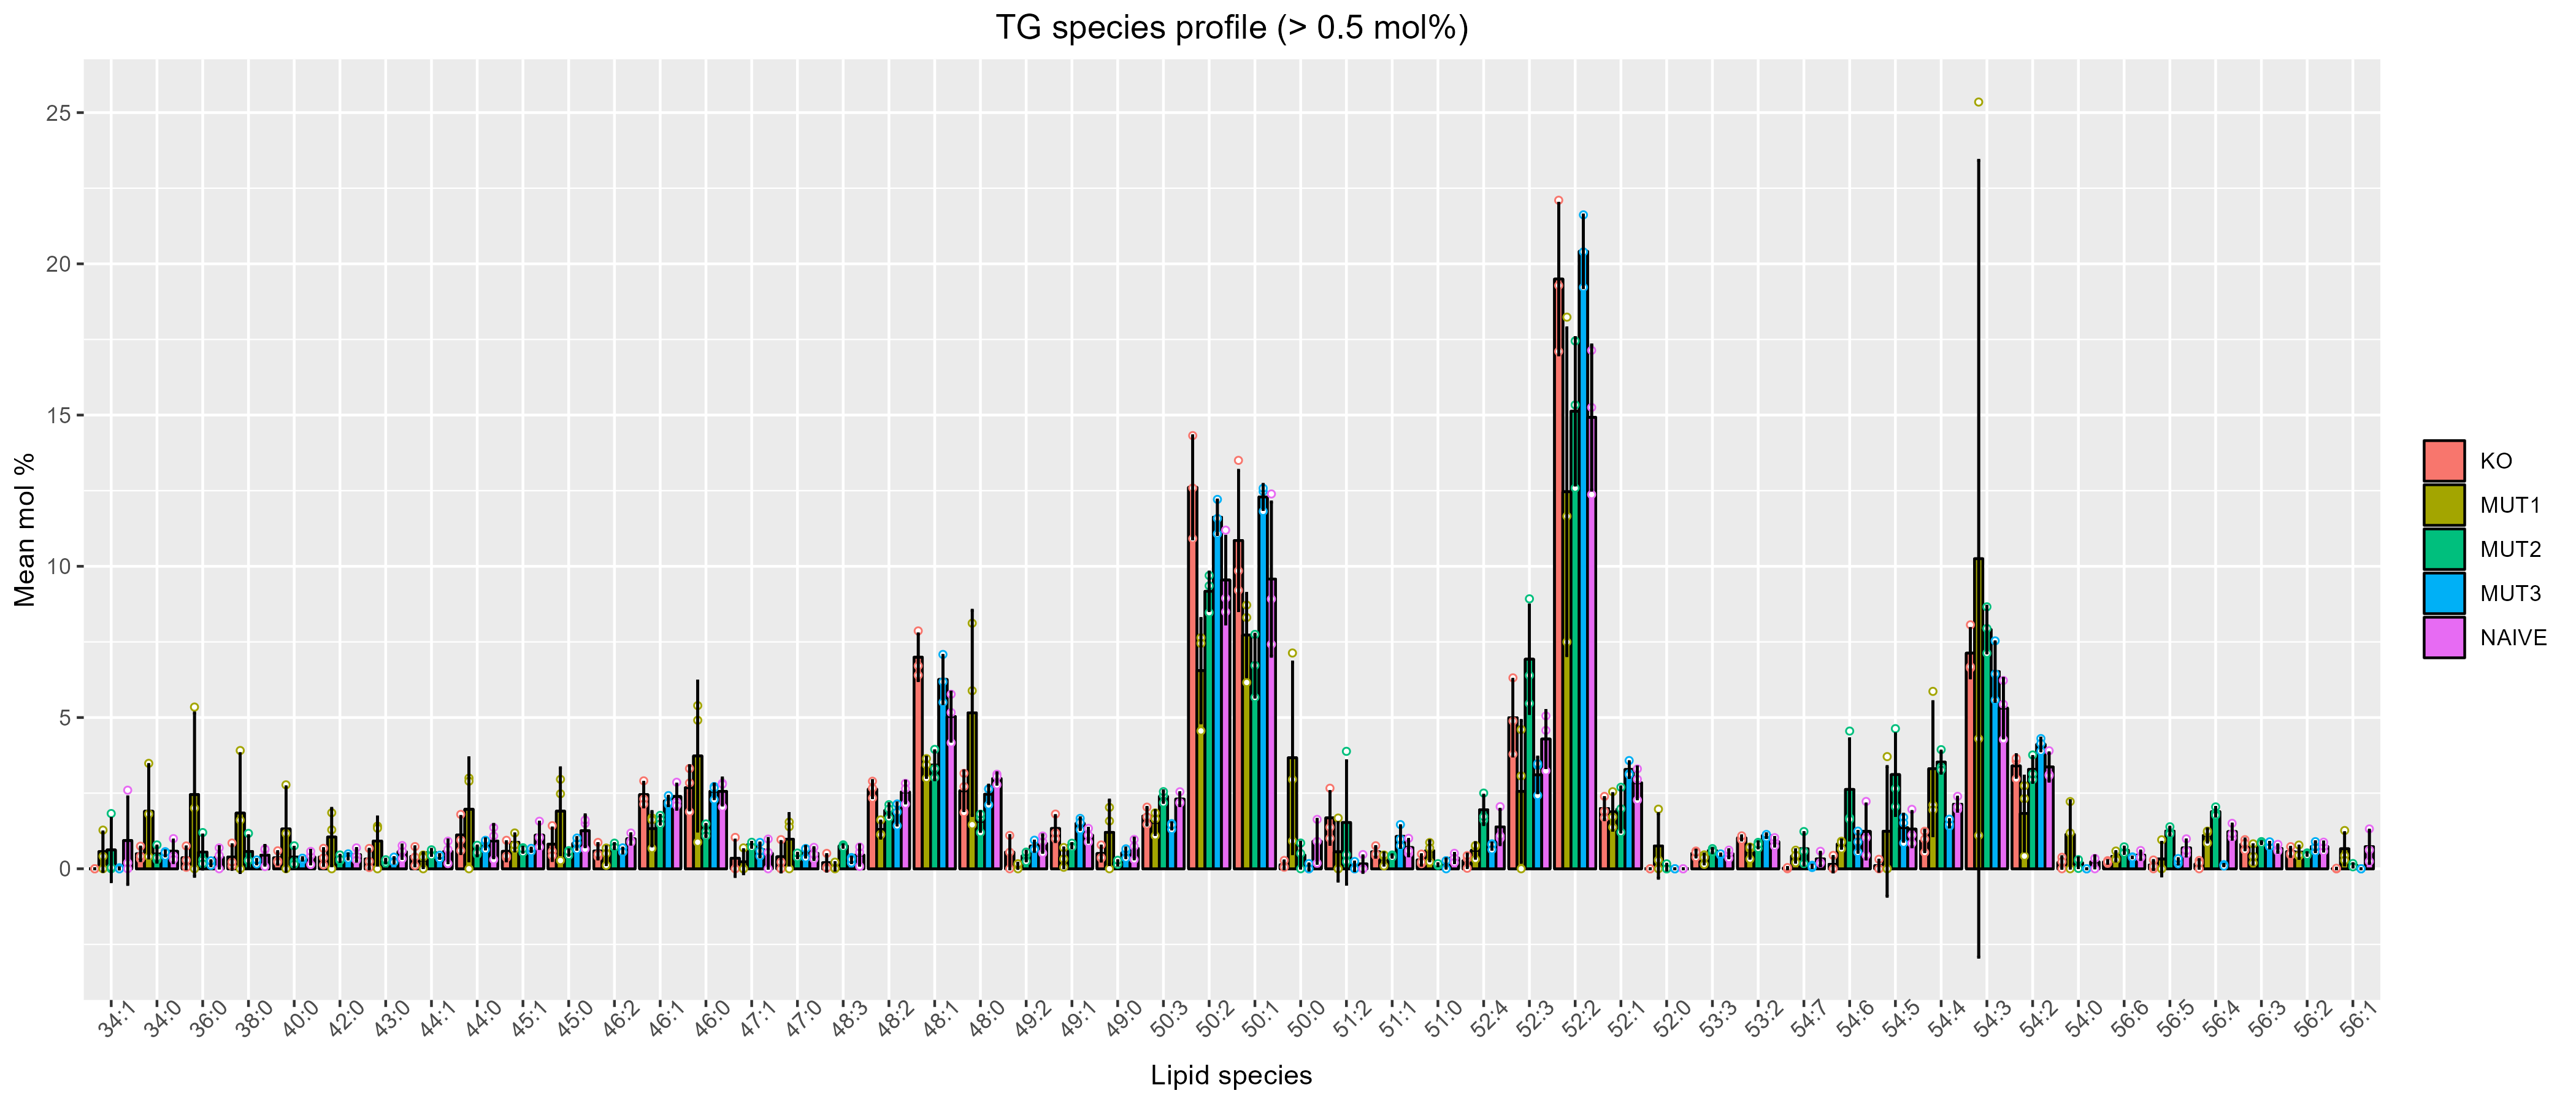 TG species profile (> 0.5 mol%)
25
20
15
10
5
0
Mean mol %
34:1 34:0 36:0 38:0 40:0 42:0 43:0 44:1 44:0 45:1 45:0 46:2 46:1 46:0 47:1 47:0 48:3 48:2 48:1 48:0 49:2 49:1 49:0 50:3 50:2 50:1 50:0 51:2 51:1 51:0 52:4 52:3 52:2 52:1 52:0 53:3 53:2 54:7 54:6 54:5 54:4 54:3 54:2 54:0 56:6 56:5 56:4 56:3 56:2 56:1
Lipid species
KO
MUT1
MUT2
MUT3
NAIVE